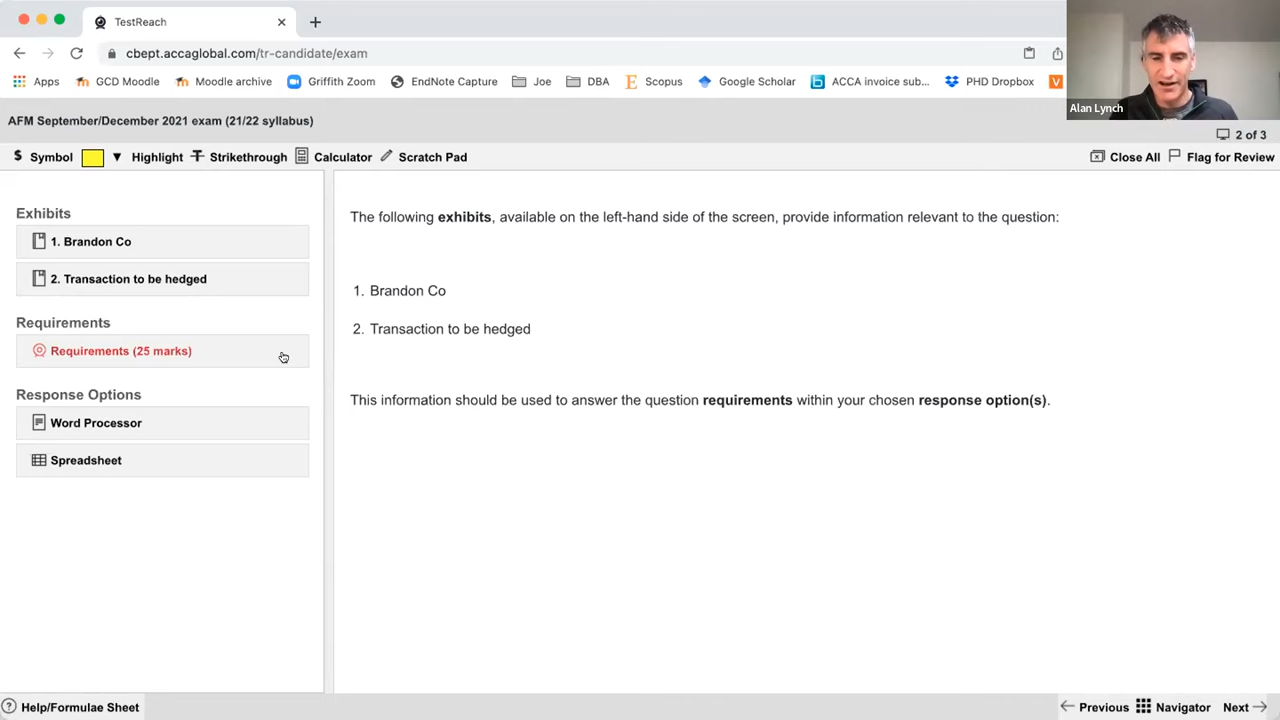 TestReach
cbept.accaglobal.com/tr-candidate/exam
Apps GCD Moodle Moodle archive Griffith Zoom EndNote Capture Joe DBA Scopus Google Scholar ACCA invoice sub... PHD Dropbox V
Alan Lynch
AFM September/December 2021 exam (21/22 syllabus)
2 of 3
$ Symbol Highlight T Strikethrough Calculator Scratch Pad Close All Flag for Review
Exhibits
1. Brandon Co
2. Transaction to be hedged
Requirements
Requirements (25 marks)
Response Options
Word Processor
Spreadsheet
The following exhibits, available on the left-hand side of the screen, provide information relevant to the question:
1. Brandon Co
2. Transaction to be hedged
This information should be used to answer the question requirements within your chosen response option(s).
? Help/Formulae Sheet Previous Navigator Next